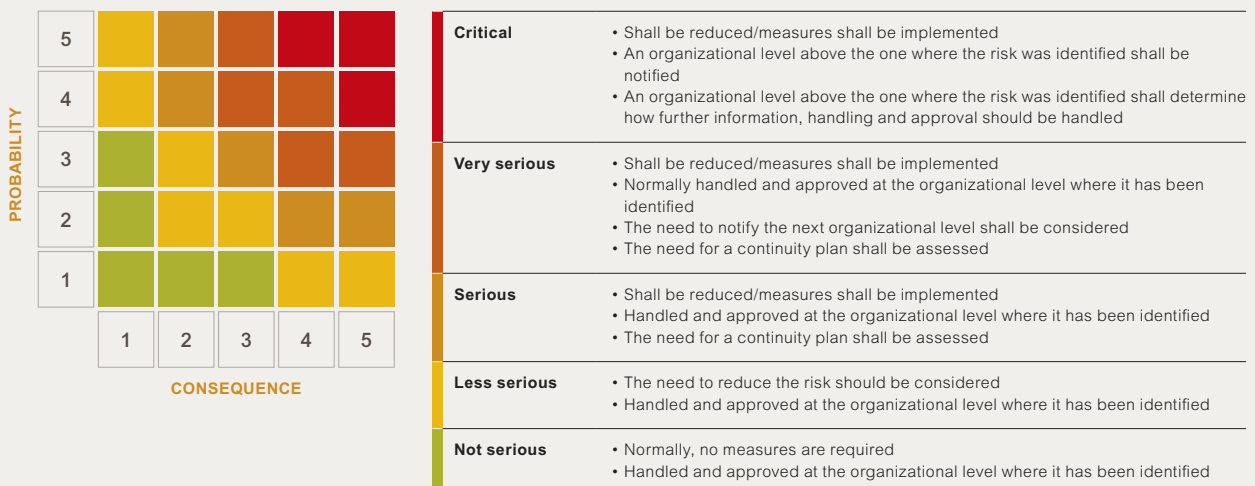 PROBABILITY
5
4
3
2
1
1 2 3 4 5
CONSEQUENCE
Critical
• Shall be reduced/measures shall be implemented
• An organizational level above the one where the risk was identified shall be
notified
• An organizational level above the one where the risk was identified shall determine
how further information, handling and approval should be handled
Very serious
• Shall be reduced/measures shall be implemented
• Normally handled and approved at the organizational level where it has been
identified
• The need to notify the next organizational level shall be considered
• The need for a continuity plan shall be assessed
Serious
• Shall be reduced/measures shall be implemented
• Handled and approved at the organizational level where it has been identified
• The need for a continuity plan shall be assessed
Less serious
• The need to reduce the risk should be considered
• Handled and approved at the organizational level where it has been identified
Not serious
• Normally, no measures are required
• Handled and approved at the organizational level where it has been identified